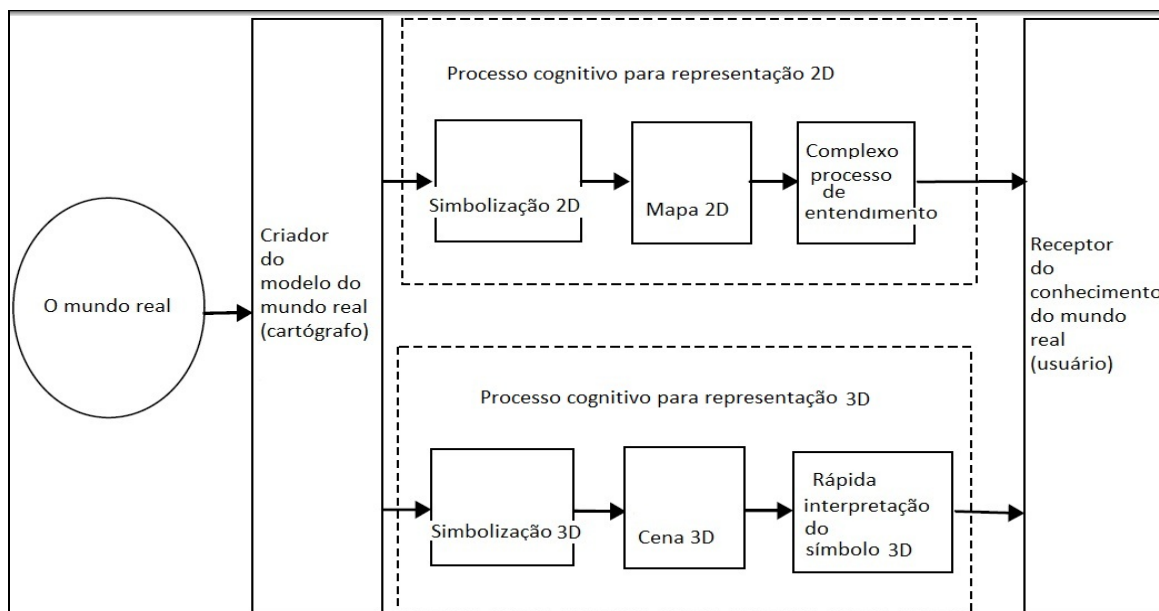 O mundo real
Criador
do
modelo do
mundo real
(cartógrafo)
Processo cognitivo para representação 2D
Simbolização 2D
Mapa 2D
Complexo
processo
de
entendimento
Processo cognitivo para representação 3D
Simbolização 3D
Cena 3D
Rápida
interpretação
do
símbolo 3D
Receptor
do
conhecimento
do mundo
real
(usuário)